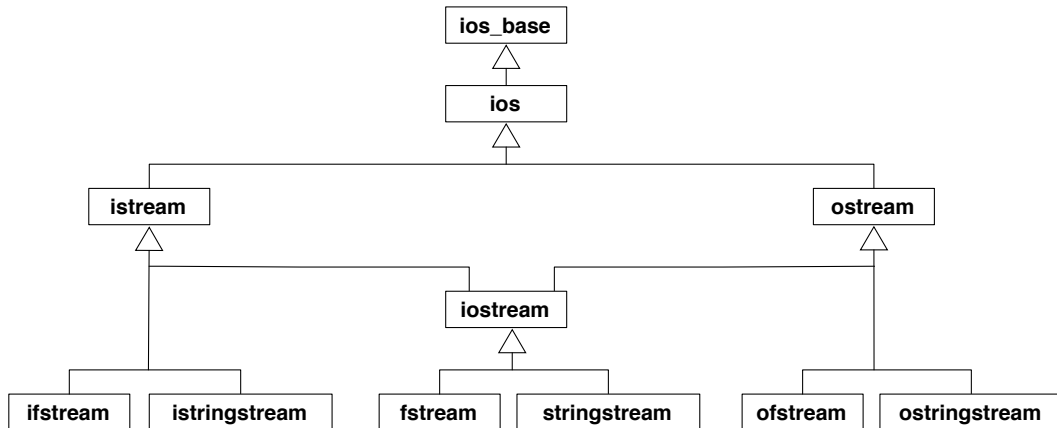 ios_base
ios
istream
ostream
iostream
ifstream
istringstream
fstream
stringstream
ofstream
ostringstream